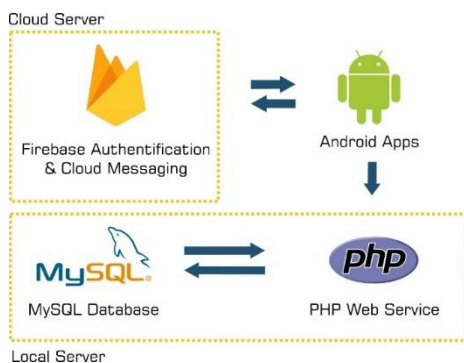 Cloud Server
Firebase Authentification
& Cloud Messaging
Android Apps
MySQL®
php
MySQL Database
PHP Web Service
Local Server